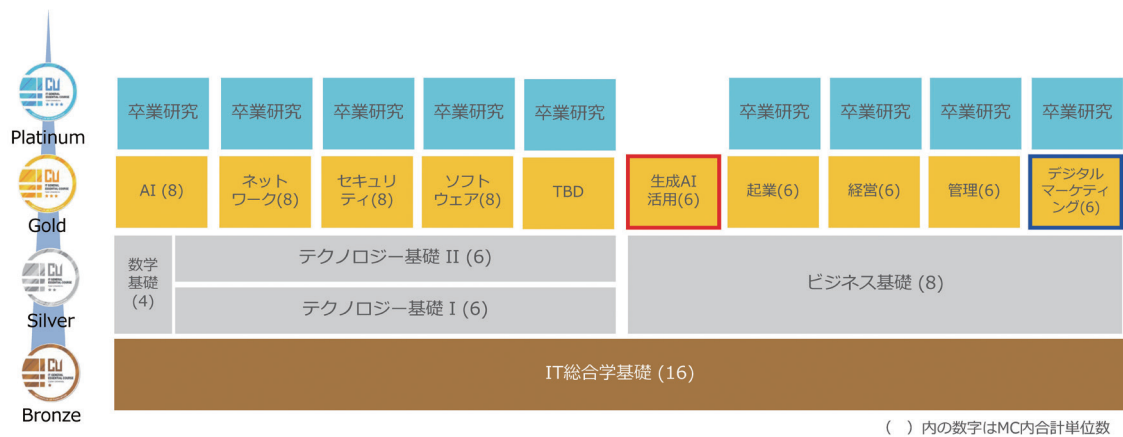 Cu
Platinum
卒業研究
卒業研究
卒業研究
卒業研究
卒業研究
卒業研究
卒業研究
卒業研究
卒業研究
Cu
Gold
AI (8)
ネット
ワーク(8)
セキュリ
ティ(8)
ソフト
ウェア(8)
TBD
生成AI
活用(6)
起業(6)
経営(6)
管理(6)
デジタル
マーケティ
ング(6)
Cu
Silver
数学
基礎
(4)
テクノロジー基礎 II (6)
テクノロジー基礎 I (6)
ビジネス基礎 (8)
Cu
Bronze
IT総合学基礎 (16)
（　）内の数字はMC内合計単位数